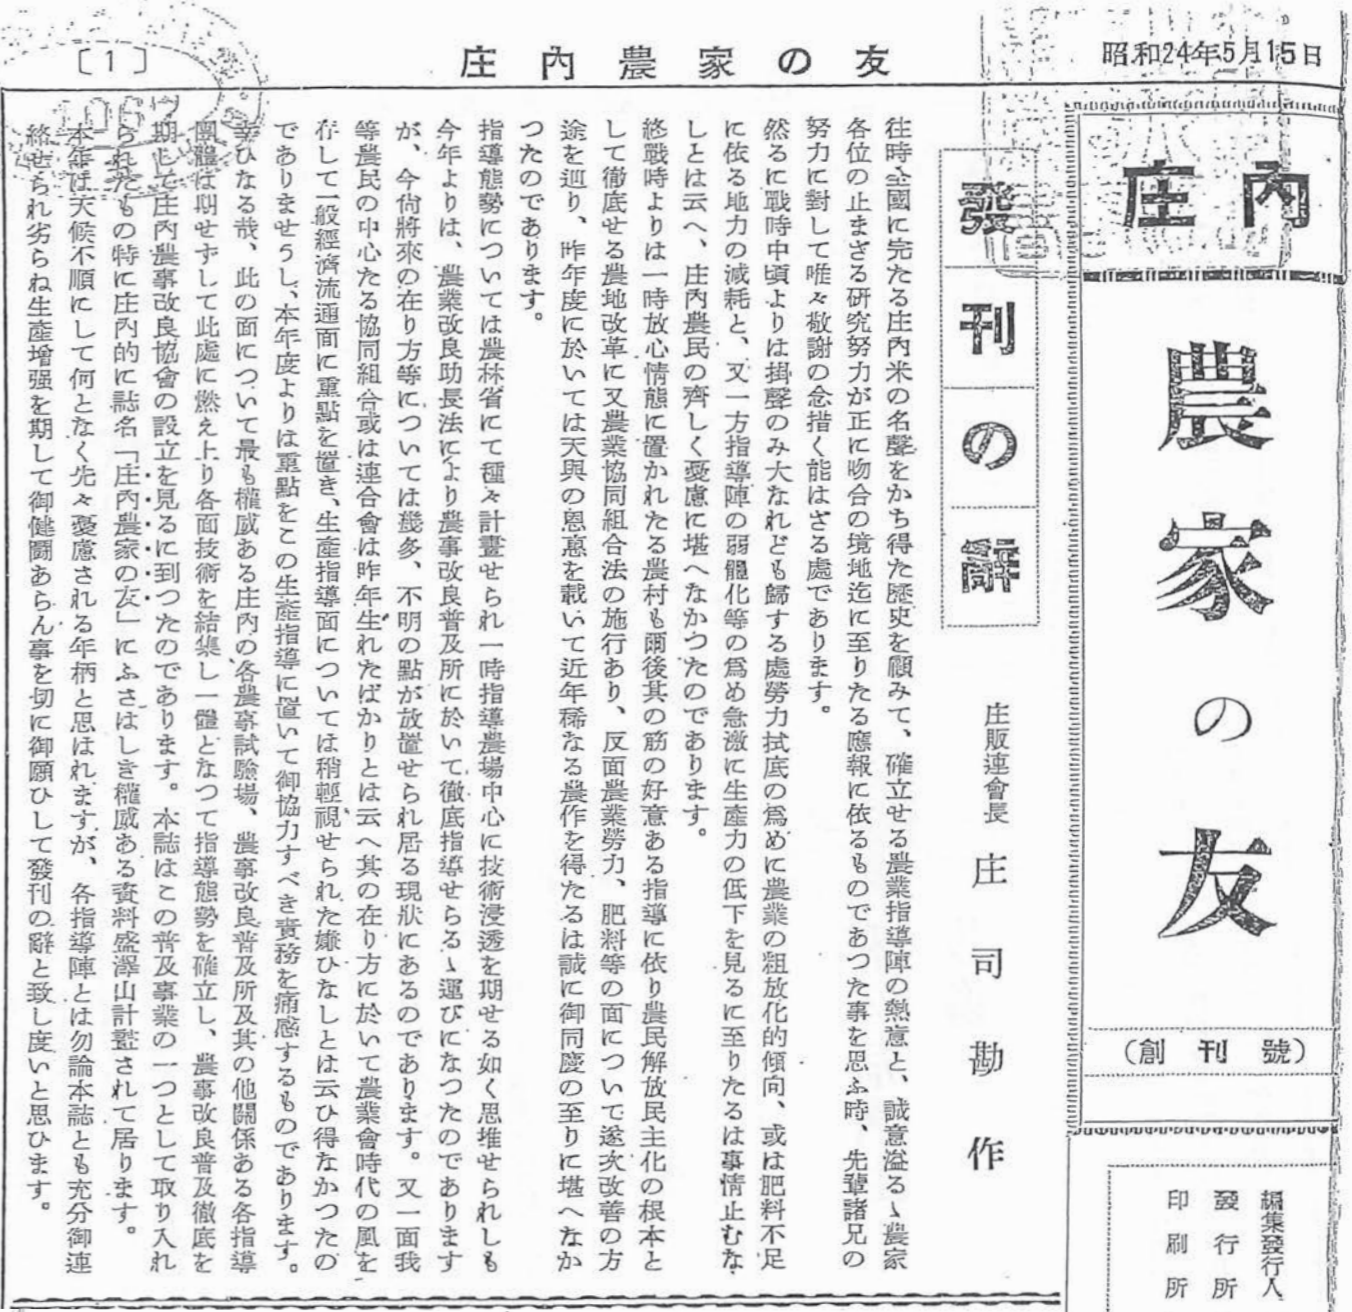 〔1〕
庄內農家の友
昭和24年5月15日
庄內
農家の友
(創刊號)
編集發行人
發行所
印刷所
發刊の辭
庄販連會長 庄司勘作
往時全國に完たる庄內米の名聲をかち得た歷史を顧みて、確立せる農業指導陣の熱意と、誠意溢るゝ農家
各位の止まざる硏究努力が正に吻合の境地迄に至りたる應報に依るものであつた事を思ふ時、先輩諸兄の
努力に對して唯々敬謝の念措く能はざる處であります。
然るに戰時中頃よりは掛聲のみ大なれども歸する處勞力拭底の爲めに農業の粗放化的傾向、或は肥料不足
に依る地力の減耗と、又一方指導陣の弱體化等の爲め急激に生產力の低下を見るに至りたるは事情止むな
しとは云へ、庄內農民の齊しく憂慮に堪へなかつたのであります。
終戰時よりは一時放心情態に置かれたる農村も爾後其の筋の好意ある指導に依り農民解放民主化の根本と
して徹底せる農地改革に又農業協同組合法の施行あり、反面農業勞力、肥料等の面について逐次改善の方
途を辿り、昨年度に於いては天與の恩惠を戴いて近年稀なる農作を得たるは誠に御同慶の至りに堪へなか
つたのであります。
指導態勢については農林省にて種々計畫せられ一時指導農場中心に技術浸透を期せる如く思堆せられしも
今年よりは、農業改良助長法により農事改良普及所に於いて徹底指導せらるゝ運びになつたのであります
が、今尙將來の在り方等については幾多、不明の點が放置せられ居る現狀にあるのであります。又一面我
等農民の中心たる協同組合或は連合會は昨年生れたばかりとは云へ其の在り方に於いて農業會時代の風を
存して一般經濟流通面に重點を置き、生產指導面については稍輕視せられた嫌ひなしとは云ひ得なかつたの
でありませうし、本年度よりは重點をこの生產指導に置いて御協力すべき責務を痛感するものであります。
幸ひなる哉、此の面について最も權威ある庄內の各農事試驗場、農事改良普及所及其の他關係ある各指導
團體は期せずして此處に燃え上り各面技術を結集し一體となつて指導態勢を確立し、農事改良普及徹底を
期して庄內農事改良協會の設立を見るに到つたのであります。本誌はこの普及事業の一つとして取り入れ
られたもの特に庄內的に誌名「庄內農家の友」にふさはしき權威ある資料盛澤山計畫されて居ります。
本年は天候不順にして何となく先々憂慮される年柄と思はれますが、各指導陣とは勿論本誌とも充分御連
絡せられ劣らね生產增强を期して御健鬪あらん事を切に御願ひして發刊の辭と致し度いと思ひます。